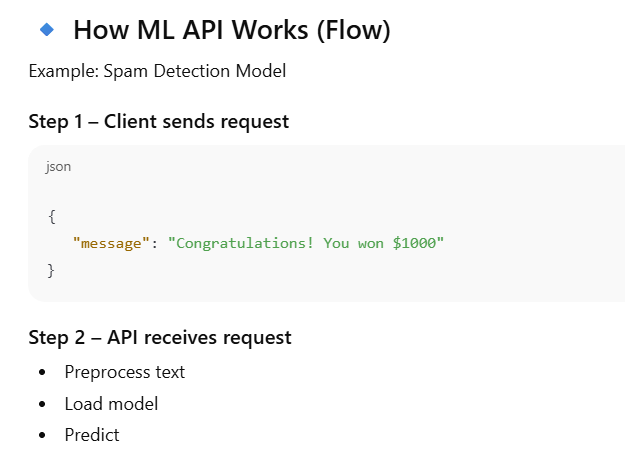 How ML API Works (Flow)
Example: Spam Detection Model
Step 1 – Client sends request
json
{
"message": "Congratulations! You won $1000"
}
Step 2 – API receives request
• Preprocess text
• Load model
• Predict